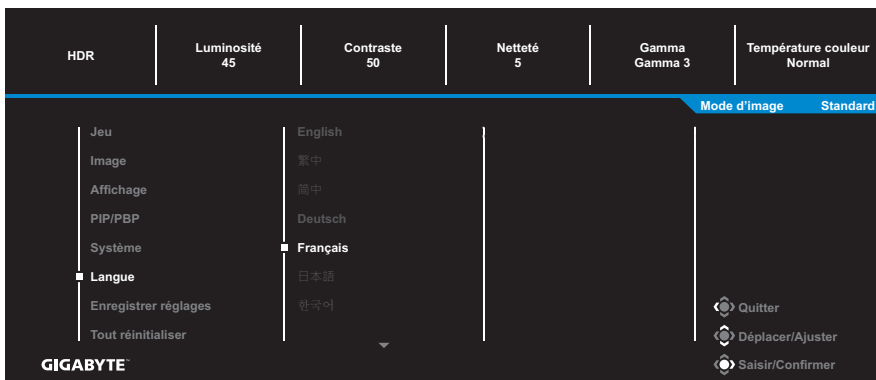 HDR
Luminosité
45
Contraste
50
Netteté
5
Gamma
Gamma 3
Température couleur
Normal
Mode d’image Standard
Jeu
Image
Affichage
PIP/PBP
Système
Langue
Enregistrer réglages
Tout réinitialiser
English
繁中
简中
Deutsch
Français
日本語
한국어
Quitter
Déplacer/Ajuster
Saisir/Confirmer
GIGABYTE™